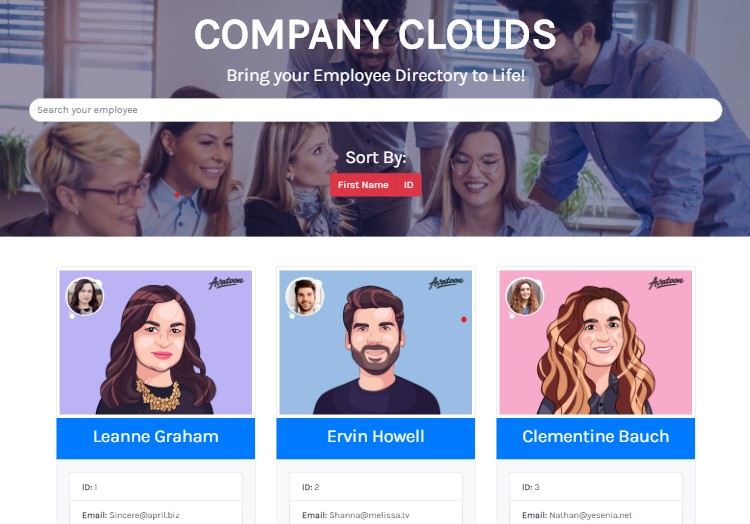 COMPANY CLOUDS
Bring your Employee Directory to Life!
Search your employee
Sort By:
First Name ID
Avatoon
Avatoon
Avatoon
Leanne Graham
Ervin Howell
Clementine Bauch
ID: 1
ID: 2
ID: 3
Email: Sincere@april.biz
Email: Shanna@melissa.tv
Email: Nathan@yesenia.net